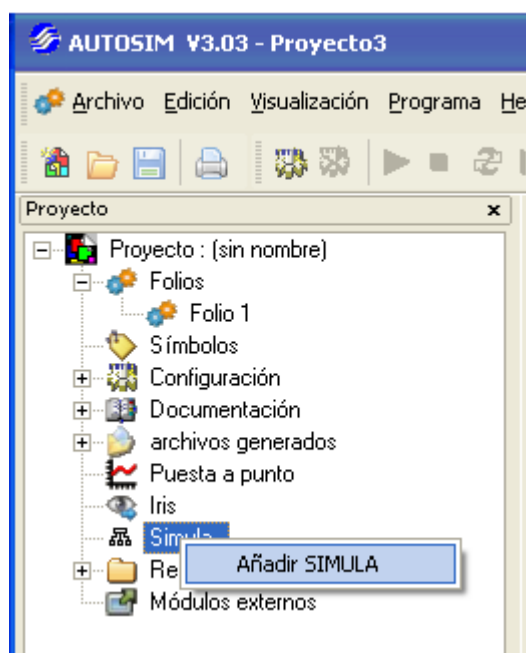 AUTOSIM V3.03 - Proyecto3
Archivo Edición Visualización Programa
Proyecto
Proyecto : (sin nombre)
Folios
Folio 1
Símbolos
Configuración
Documentación
archivos generados
Puesta a punto
Iris
Simula
Añadir SIMULA
Módulos externos